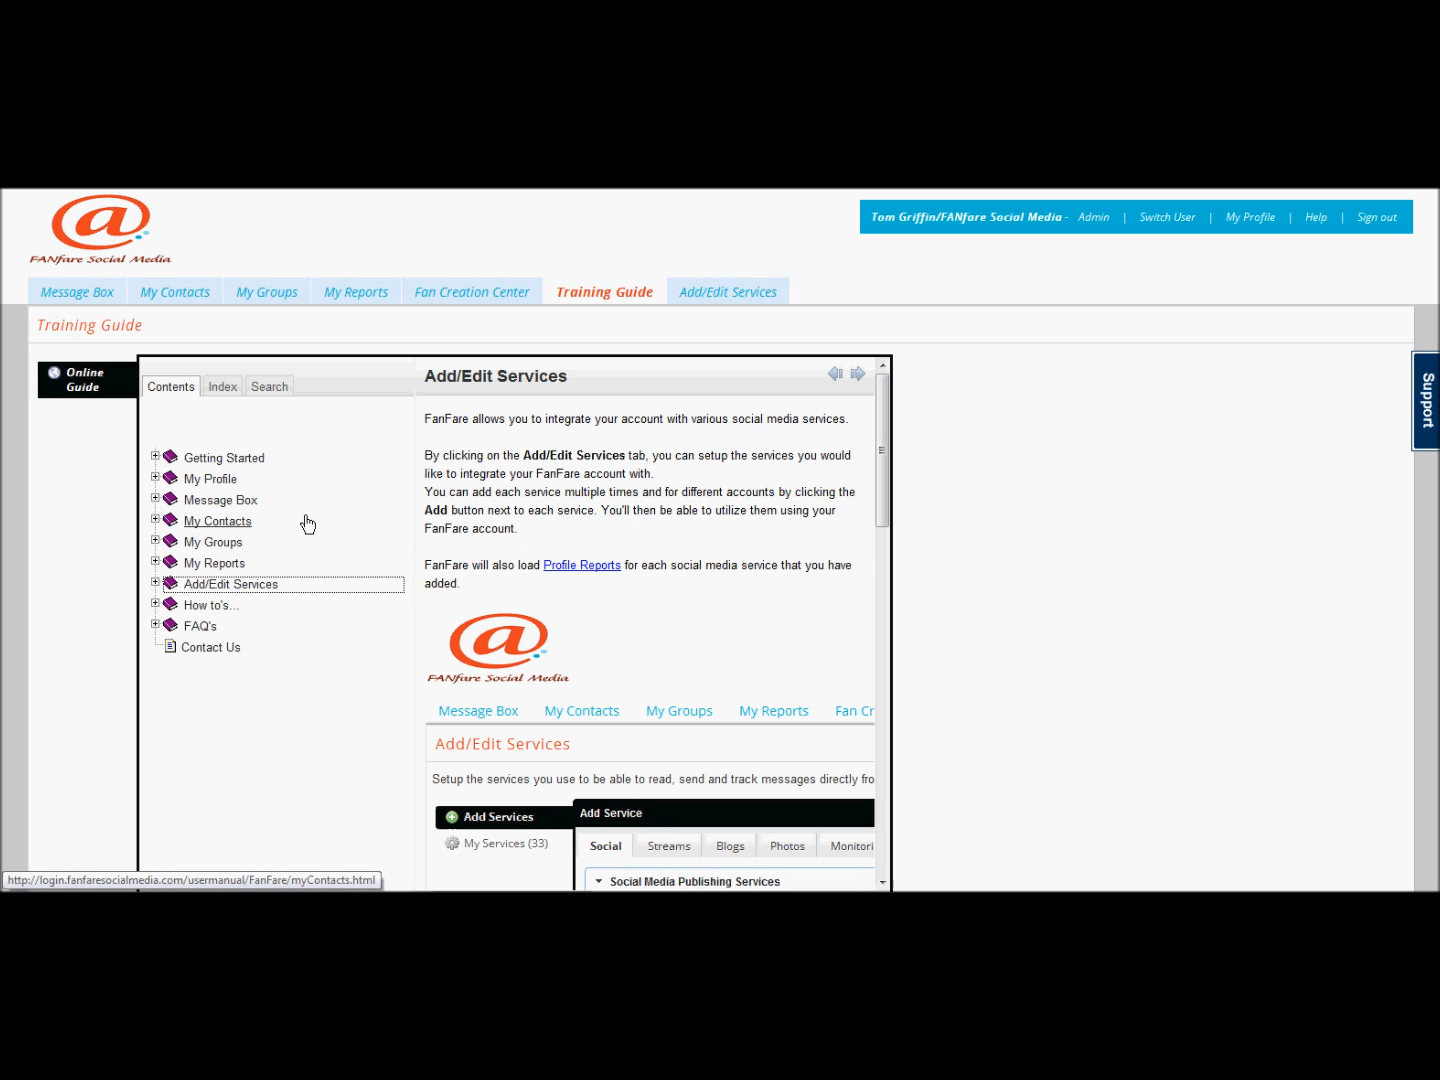 @
FANfare Social Media
Tom Griffin/FANfare Social Media - Admin | Switch User | My Profile | Help | Sign out
Message Box My Contacts My Groups My Reports Fan Creation Center Training Guide Add/Edit Services
Training Guide
Online
Guide
Support
Contents Index Search
Getting Started
My Profile
Message Box
My Contacts
My Groups
My Reports
Add/Edit Services
How to's...
FAQ's
Contact Us
Add/Edit Services
FanFare allows you to integrate your account with various social media services.
By clicking on the Add/Edit Services tab, you can setup the services you would
like to integrate your FanFare account with.
You can add each service multiple times and for different accounts by clicking the
Add button next to each service. You'll then be able to utilize them using your
FanFare account.
FanFare will also load Profile Reports for each social media service that you have
added.
@
FANfare Social Media
Message Box My Contacts My Groups My Reports Fan Cr
Add/Edit Services
Setup the services you use to be able to read, send and track messages directly fro
Add Services
My Services (33)
Add Service
Social Streams Blogs Photos Monitori
Social Media Publishing Services
http://login.fanfaresocialmedia.com/usermanual/FanFare/myContacts.html